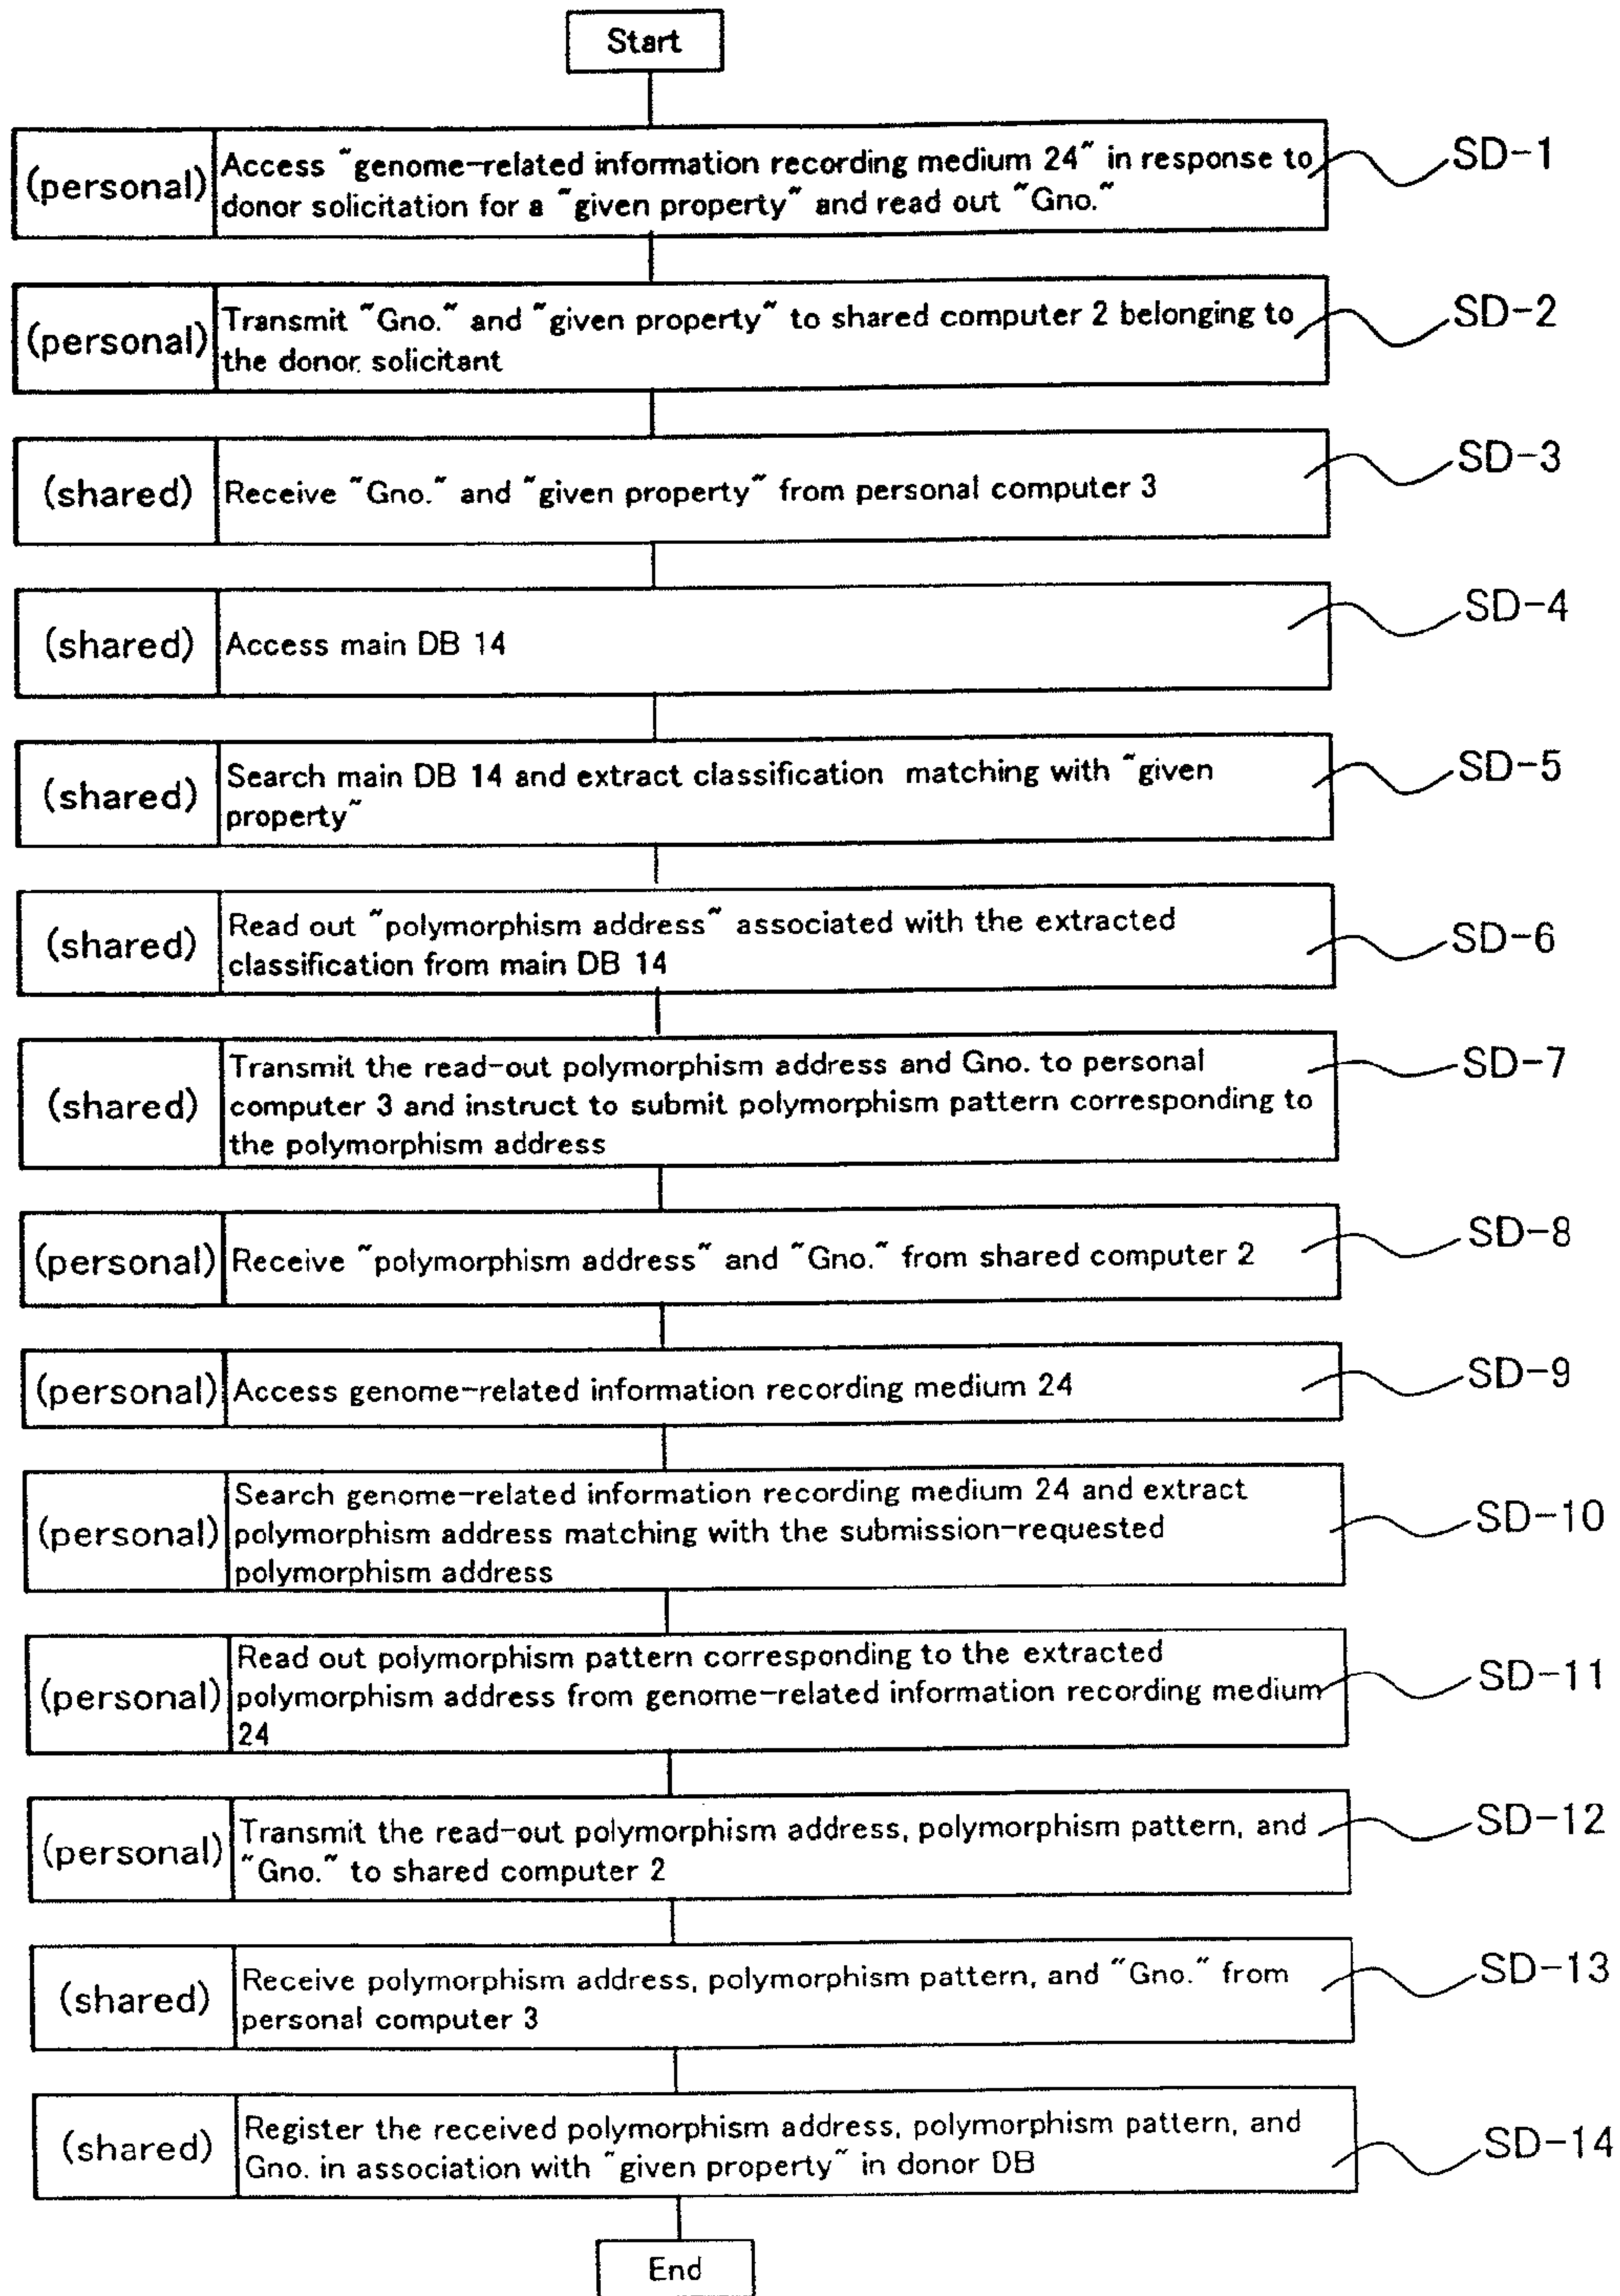 Start
(personal)
Access "genome-related information recording medium 24" in response to
donor solicitation for a "given property" and read out "Gno."
SD-1
(personal)
Transmit "Gno." and "given property" to shared computer 2 belonging to
the donor solicitant
SD-2
(shared)
Receive "Gno." and "given property" from personal computer 3
SD-3
(shared)
Access main DB 14
SD-4
(shared)
Search main DB 14 and extract classification matching with "given
property"
SD-5
(shared)
Read out "polymorphism address" associated with the extracted
classification from main DB 14
SD-6
(shared)
Transmit the read-out polymorphism address and Gno. to personal
computer 3 and instruct to submit polymorphism pattern corresponding to
the polymorphism address
SD-7
(personal)
Receive "polymorphism address" and "Gno." from shared computer 2
SD-8
(personal)
Access genome-related information recording medium 24
SD-9
(personal)
Search genome-related information recording medium 24 and extract
polymorphism address matching with the submission-requested
polymorphism address
SD-10
(personal)
Read out polymorphism pattern corresponding to the extracted
polymorphism address from genome-related information recording medium
24
SD-11
(personal)
Transmit the read-out polymorphism address, polymorphism pattern, and
"Gno." to shared computer 2
SD-12
(shared)
Receive polymorphism address, polymorphism pattern, and "Gno." from
personal computer 3
SD-13
(shared)
Register the received polymorphism address, polymorphism pattern, and
Gno. in association with "given property" in donor DB
SD-14
End